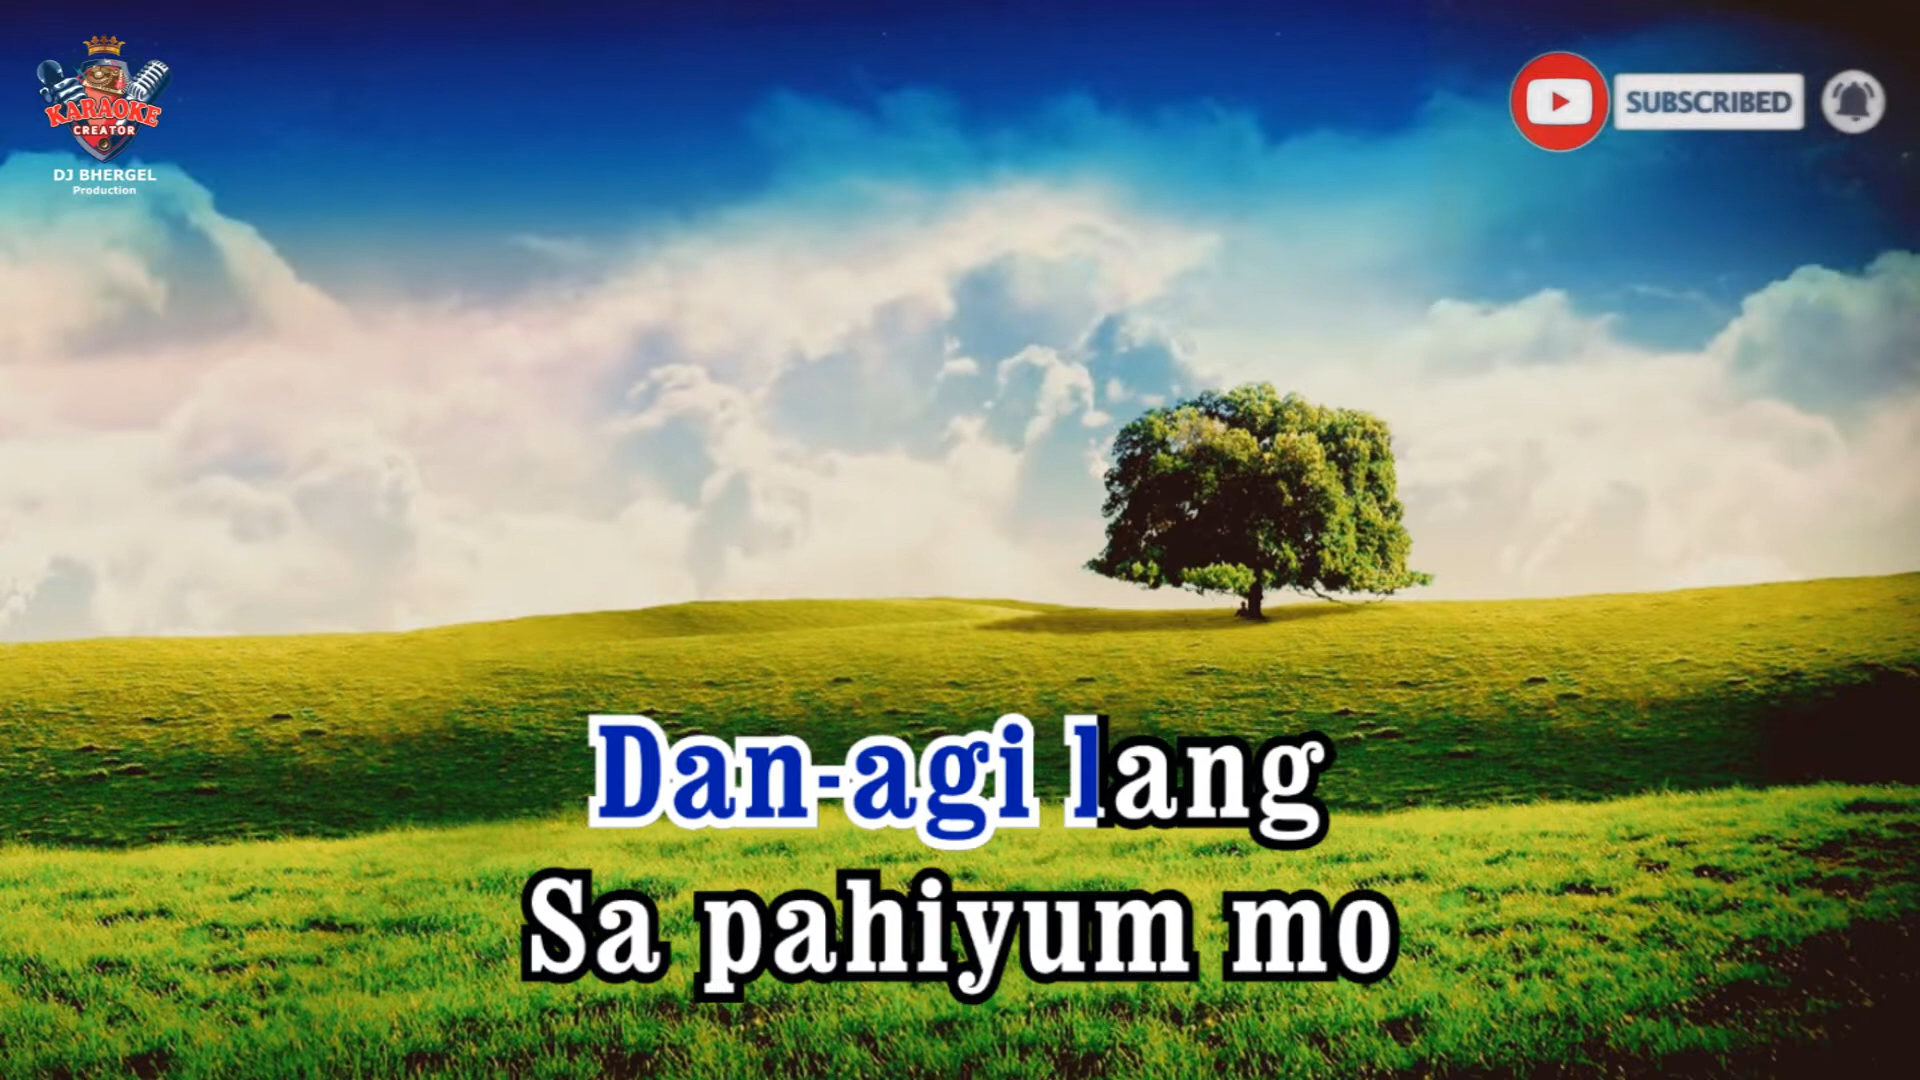 KARAOKE
CREATOR
DJ BHERGEL
Production
SUBSCRIBED
Dan-agi lang
Sa pahiyum mo